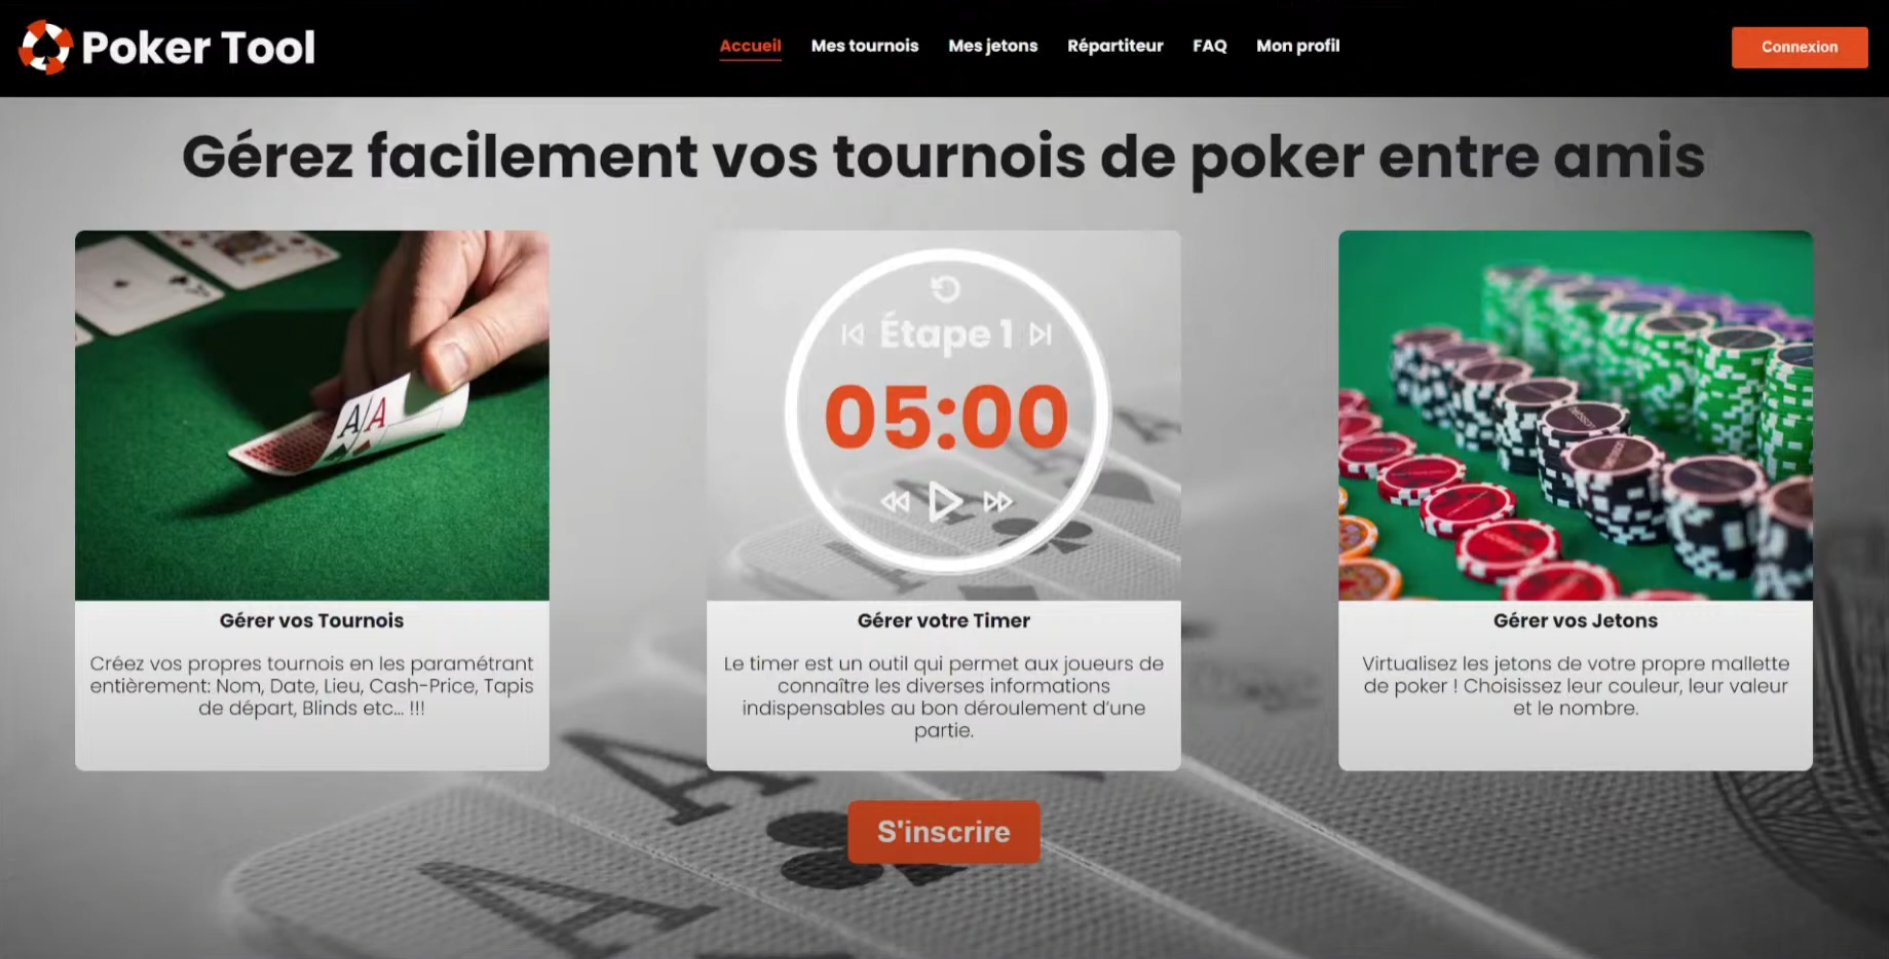 Poker Tool
Accueil
Mes tournois
Mes jetons
Répartiteur
FAQ
Mon profil
Connexion
Gérez facilement vos tournois de poker entre amis
A A
Étape 1
05:00
Gérer vos Tournois
Créez vos propres tournois en les paramétrant
entièrement: Nom, Date, Lieu, Cash-Price, Tapis
de départ, Blinds etc... !!!
Gérer votre Timer
Le timer est un outil qui permet aux joueurs de
connaître les diverses informations
indispensables au bon déroulement d'une
partie.
Gérer vos Jetons
Virtualisez les jetons de votre propre mallette
de poker ! Choisissez leur couleur, leur valeur
et le nombre.
A
A
S'inscrire